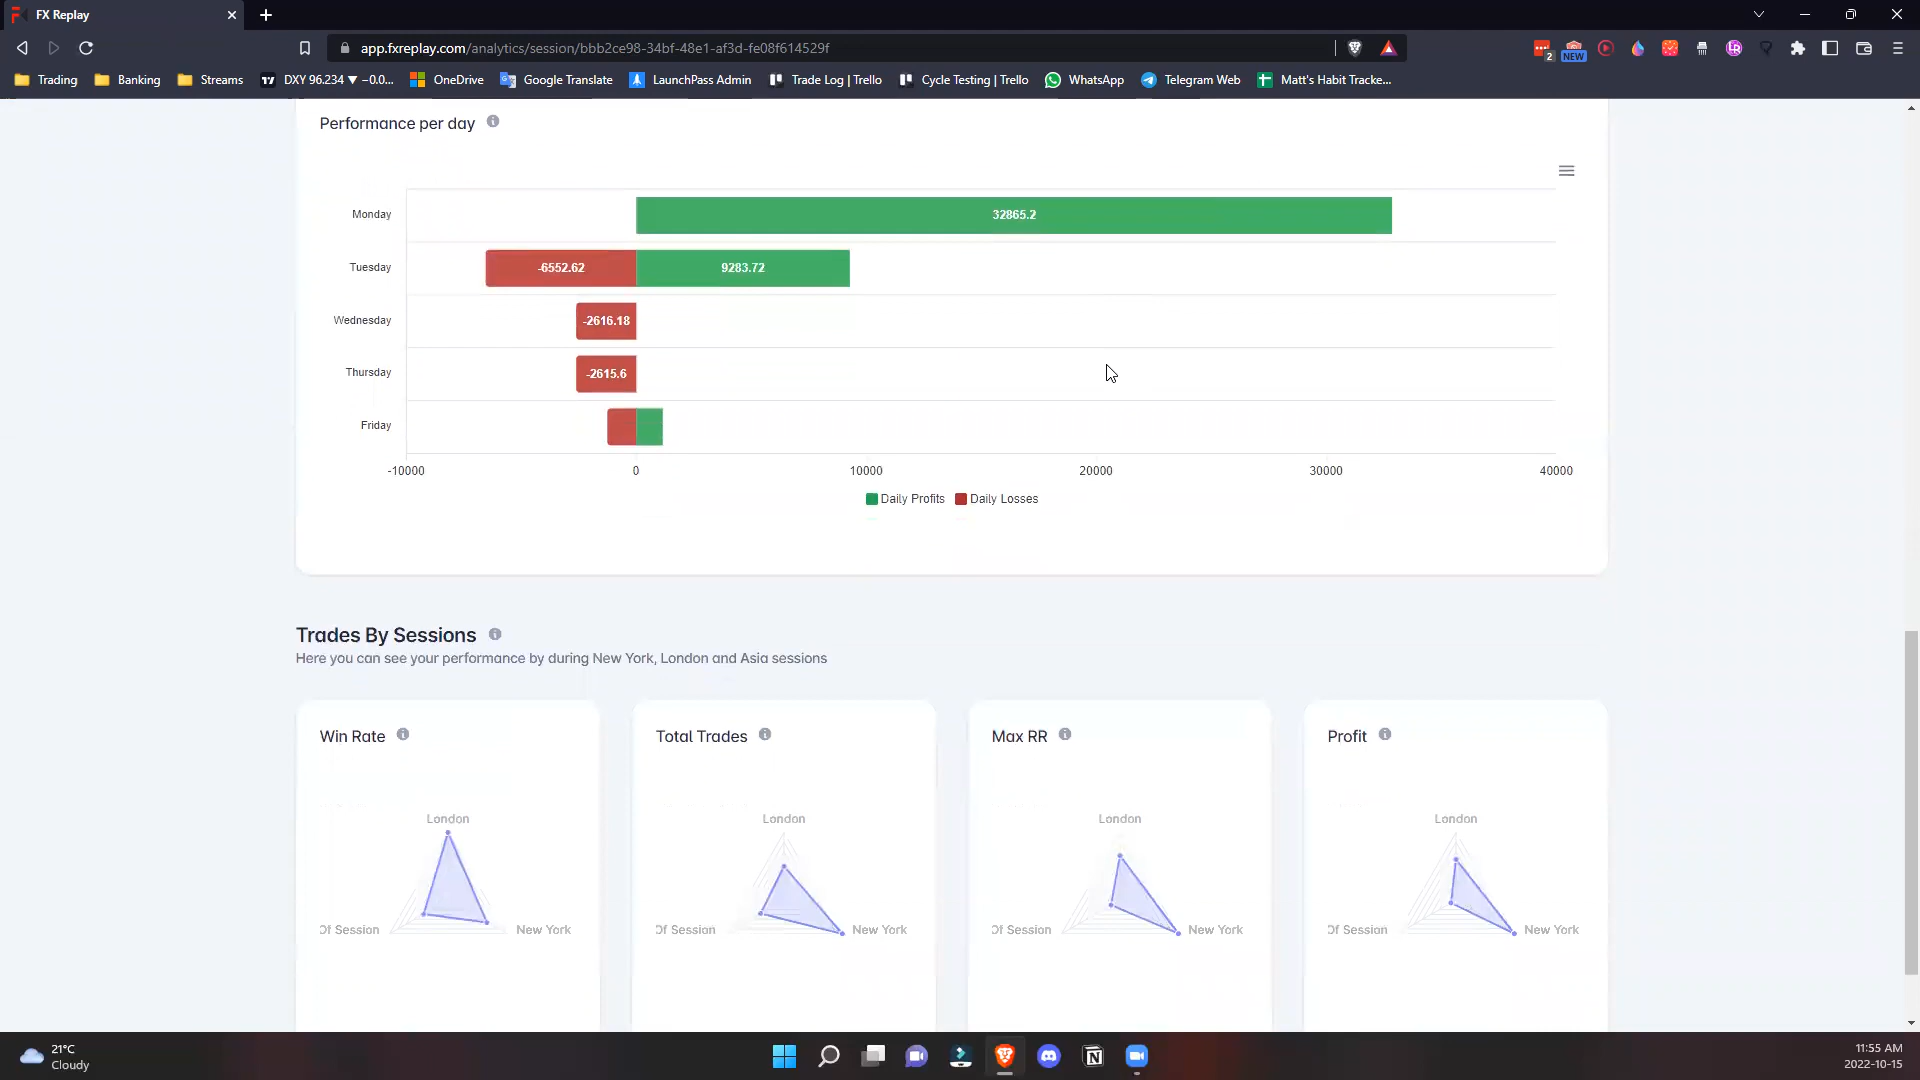 FX Replay
app.fxreplay.com/analytics/session/bbb2ce98-34bf-48e1-af3d-fe08f614529f
2
NEW
Trading
Banking
Streams
DXY 96.234 ▼ −0.0...
OneDrive
Google Translate
LaunchPass Admin
Trade Log | Trello
Cycle Testing | Trello
WhatsApp
Telegram Web
Matt's Habit Tracke...
Performance per day
Monday
32865.2
Tuesday
-6552.62
9283.72
Wednesday
-2616.18
Thursday
-2615.6
Friday
-10000
0
10000
20000
30000
40000
Daily Profits
Daily Losses
Trades By Sessions
Here you can see your performance by during New York, London and Asia sessions
Win Rate
Total Trades
Max RR
Profit
London
London
London
London
Of Session
New York
Of Session
New York
Of Session
New York
Of Session
New York
21°C
Cloudy
11:55 AM
2022-10-15